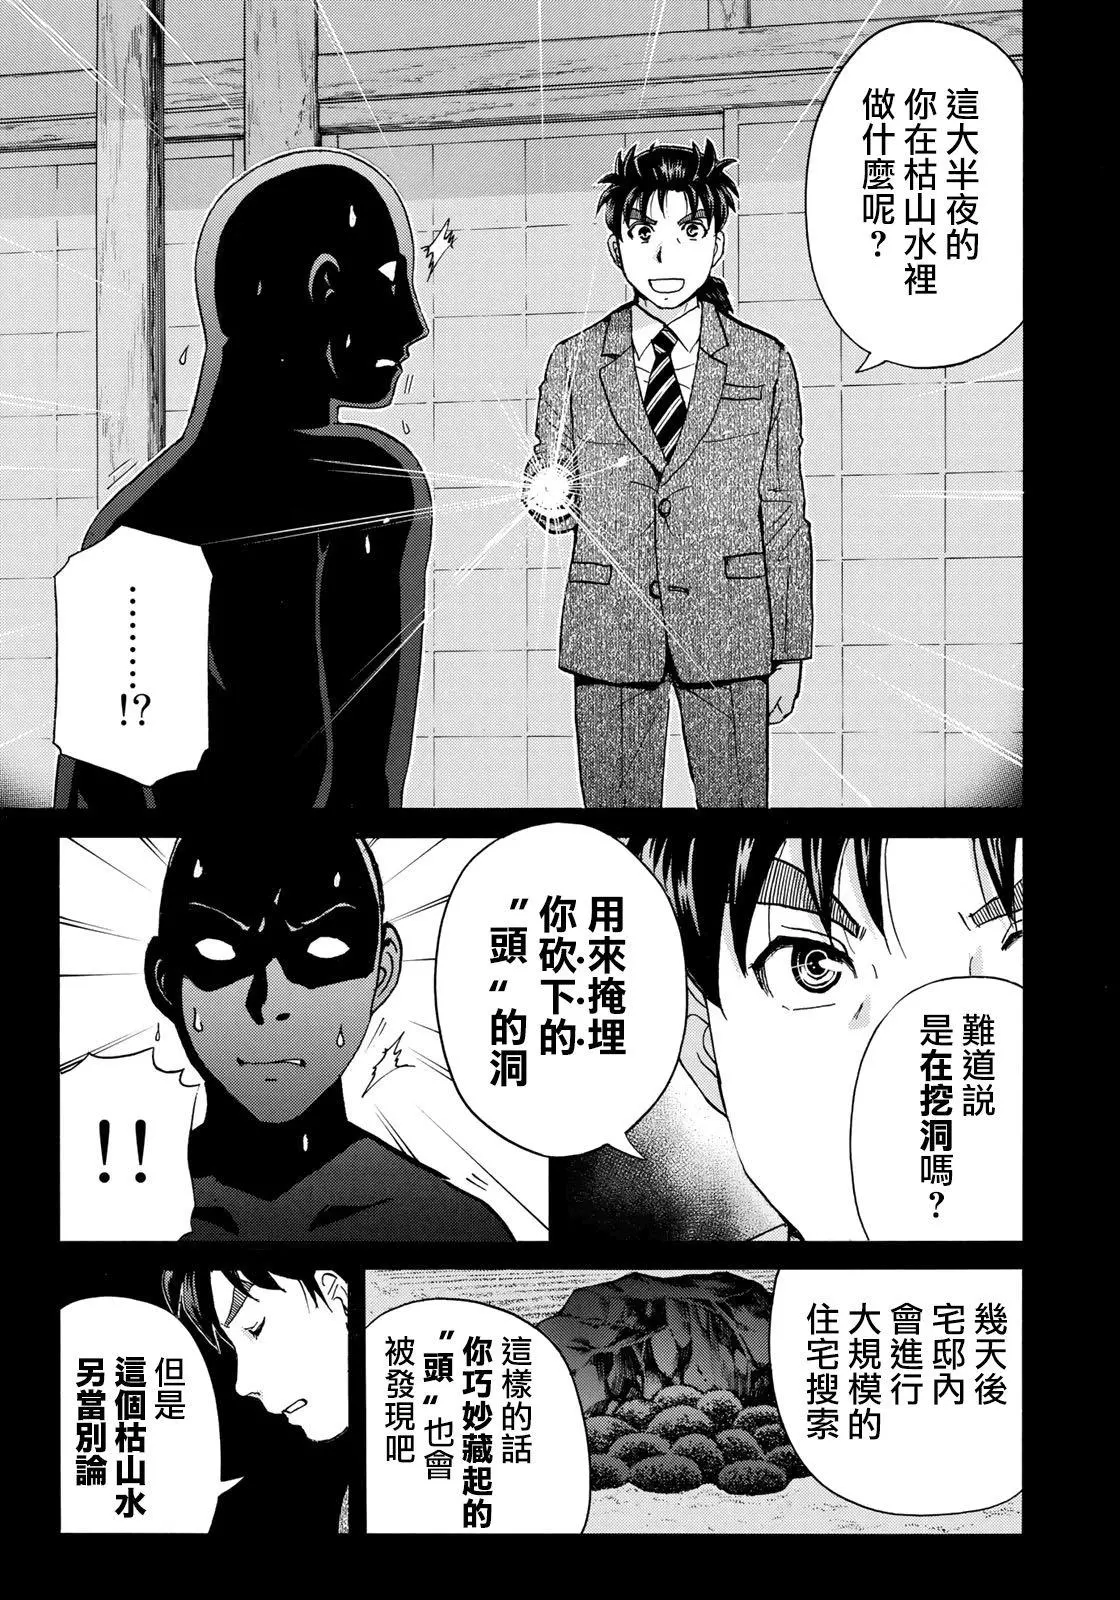 這大半夜的
你在枯山水裡
做什麼呢？
………
!?
難道説
是在挖洞嗎？
用來掩埋
你砍下的
〝頭〝的洞
！！
幾天後
宅邸內
會進行
大規模的
住宅搜索
這樣的話
你巧妙藏起的
〝頭〝也會
被發現吧
但是
這個枯山水
另當別論